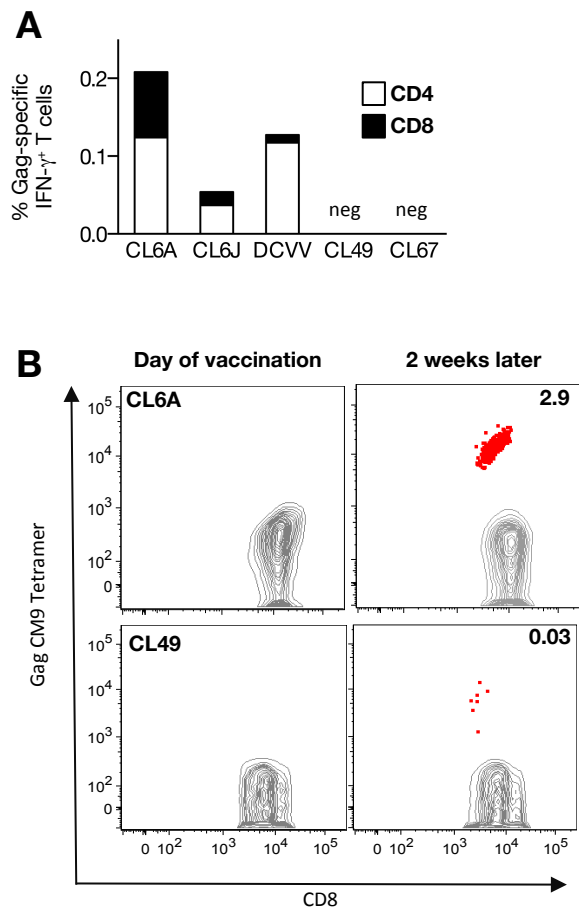 A
% Gag-specific
IFN-γ⁺ T cells
0.2
0.1
0.0
CD4
CD8
neg neg
CL6A CL6J DCVV CL49 CL67
B
Day of vaccination 2 weeks later
Gag CM9 Tetramer
CL6A 2.9
10⁵
10⁴
10³
10²
0
CL49 0.03
10⁵
10⁴
10³
10²
0
0 10² 10³ 10⁴ 10⁵ 0 10² 10³ 10⁴ 10⁵
CD8